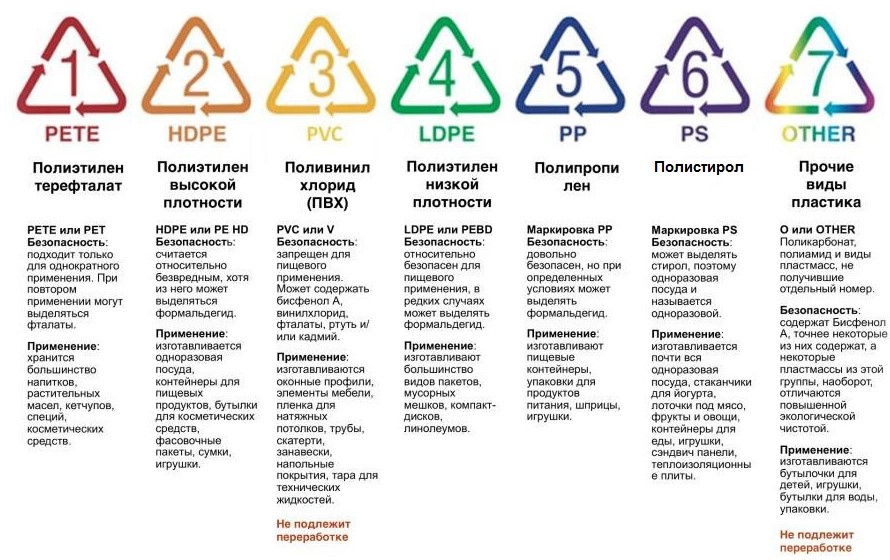 1
PETE
Полиэтилен
терефталат
PETE или PET
Безопасность:
подходит только
для однократного
применения. При
повтором
применении могут
выделяться
фталаты.
Применение:
хранится
большинство
напитков,
растительных
масел, кетчупов,
специй,
косметических
средств.
2
HDPE
Полиэтилен
высокой
плотности
HDPE или PE HD
Безопасность:
считается
относительно
безвредным, хотя
из него может
выделяться
формальдегид.
Применение:
изготавливается
одноразовая
посуда,
контейнеры для
пищевых
продуктов, бутылки
для косметических
средств,
фасовочные
пакеты, сумки,
игрушки.
3
PVC
Поливинил
хлорид
(ПВХ)
PVC или V
Безопасность:
запрещен для
пищевого
применения.
Может содержать
бисфенол А,
винилхлорид,
фталаты, ртуть и/
или кадмий.
Применение:
изготавливаются
оконные профили,
элементы мебели,
пленка для
натяжных
потолков, трубы,
скатерти,
занавески,
напольные
покрытия, тара для
технических
жидкостей.
Не подлежит
переработке
4
LDPE
Полиэтилен
низкой
плотности
LDPE или PEBD
Безопасность:
относительно
безопасен для
пищевого
применения, в
редких случаях
может выделять
формальдегид.
Применение:
изготавливают
большинство
видов пакетов,
мусорных
мешков, компакт-
дисков,
линолеумов.
5
PP
Полипропи
лен
Маркировка PP
Безопасность:
довольно
безопасен, но при
определенных
условиях может
выделять
формальдегид.
Применение:
изготавливают
пищевые
контейнеры,
упаковки для
продуктов
питания, шприцы,
игрушки.
6
PS
Полистирол
Маркировка PS
Безопасность:
может выделять
стирол, поэтому
одноразовая
посуда и
называется
одноразовой.
Применение:
изготавливается
почти вся
одноразовая
посуда, стаканчики
для йогурта,
лоточки под мясо,
фрукты и овощи,
контейнеры для
еды, игрушки,
сэндвич панели,
теплоизоляционны
е плиты.
7
OTHER
Прочие
виды
пластика
O или OTHER
Поликарбонат,
полиамид и виды
пластмасс, не
получившие
отдельный номер.
Безопасность:
содержат Бисфенол
А, точнее некоторые
из них содержат, а
некоторые
пластмассы из этой
группы, наоборот,
отличаются
повышенной
экологической
чистотой.
Применение:
изготавливаются
бутылочки для
детей, игрушки,
бутылки для воды,
упаковки.
Не подлежит
переработке